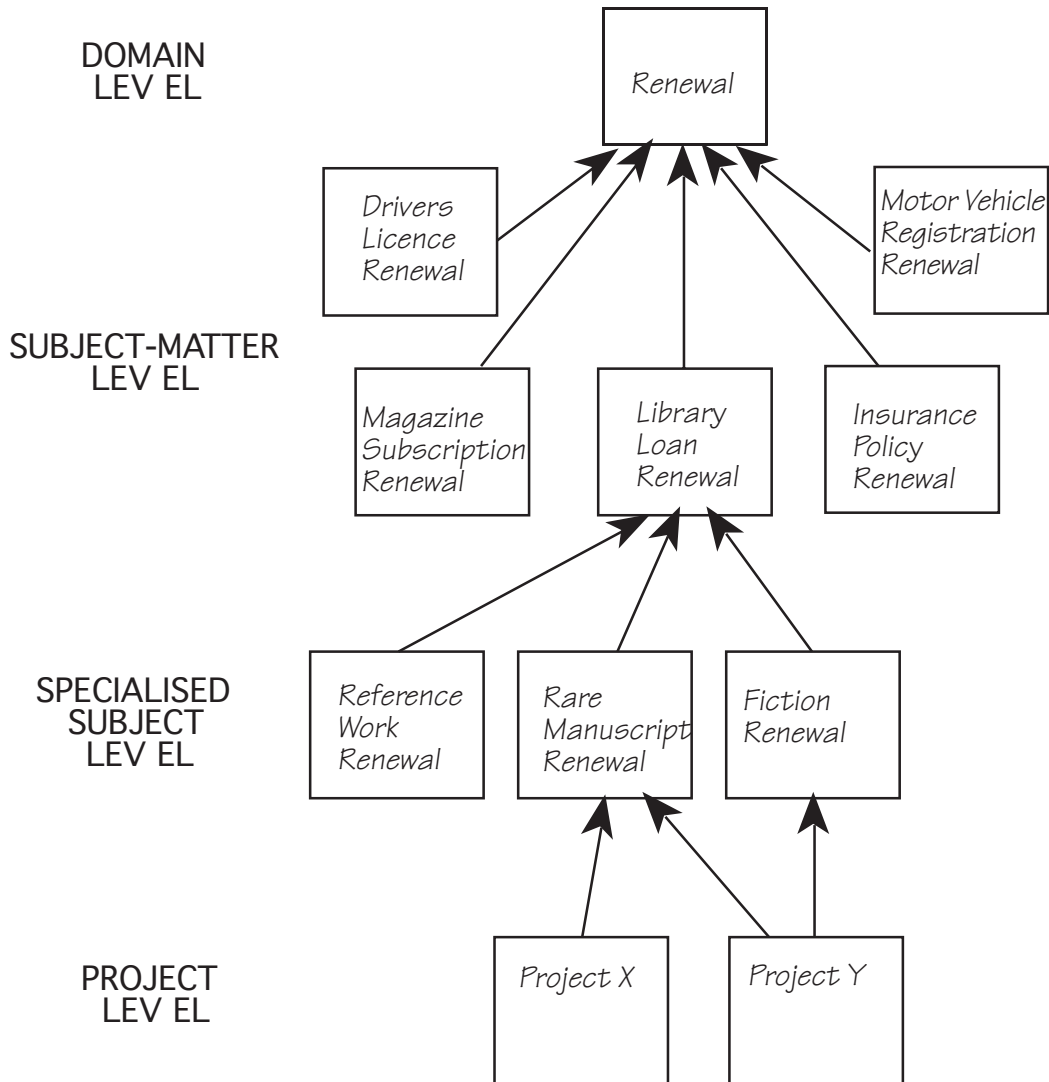 DOMAIN
LEV EL
Renewal
Drivers
Licence
Renewal
Motor Vehicle
Registration
Renewal
SUBJECT-MATTER
LEV EL
Magazine
Subscription
Renewal
Library
Loan
Renewal
Insurance
Policy
Renewal
SPECIALISED
SUBJECT
LEV EL
Reference
Work
Renewal
Rare
Manuscript
Renewal
Fiction
Renewal
PROJECT
LEV EL
Project X
Project Y